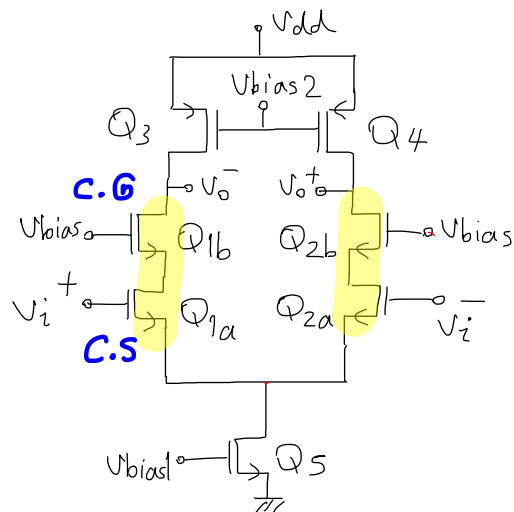 Vdd
Vbias2
Q3
Q4
C.G
Vo-
Vo+
Vbias
Q1b
Q2b
Vbias
Vi+
Q1a
Q2a
Vi-
C.S
Vbias1
Q5